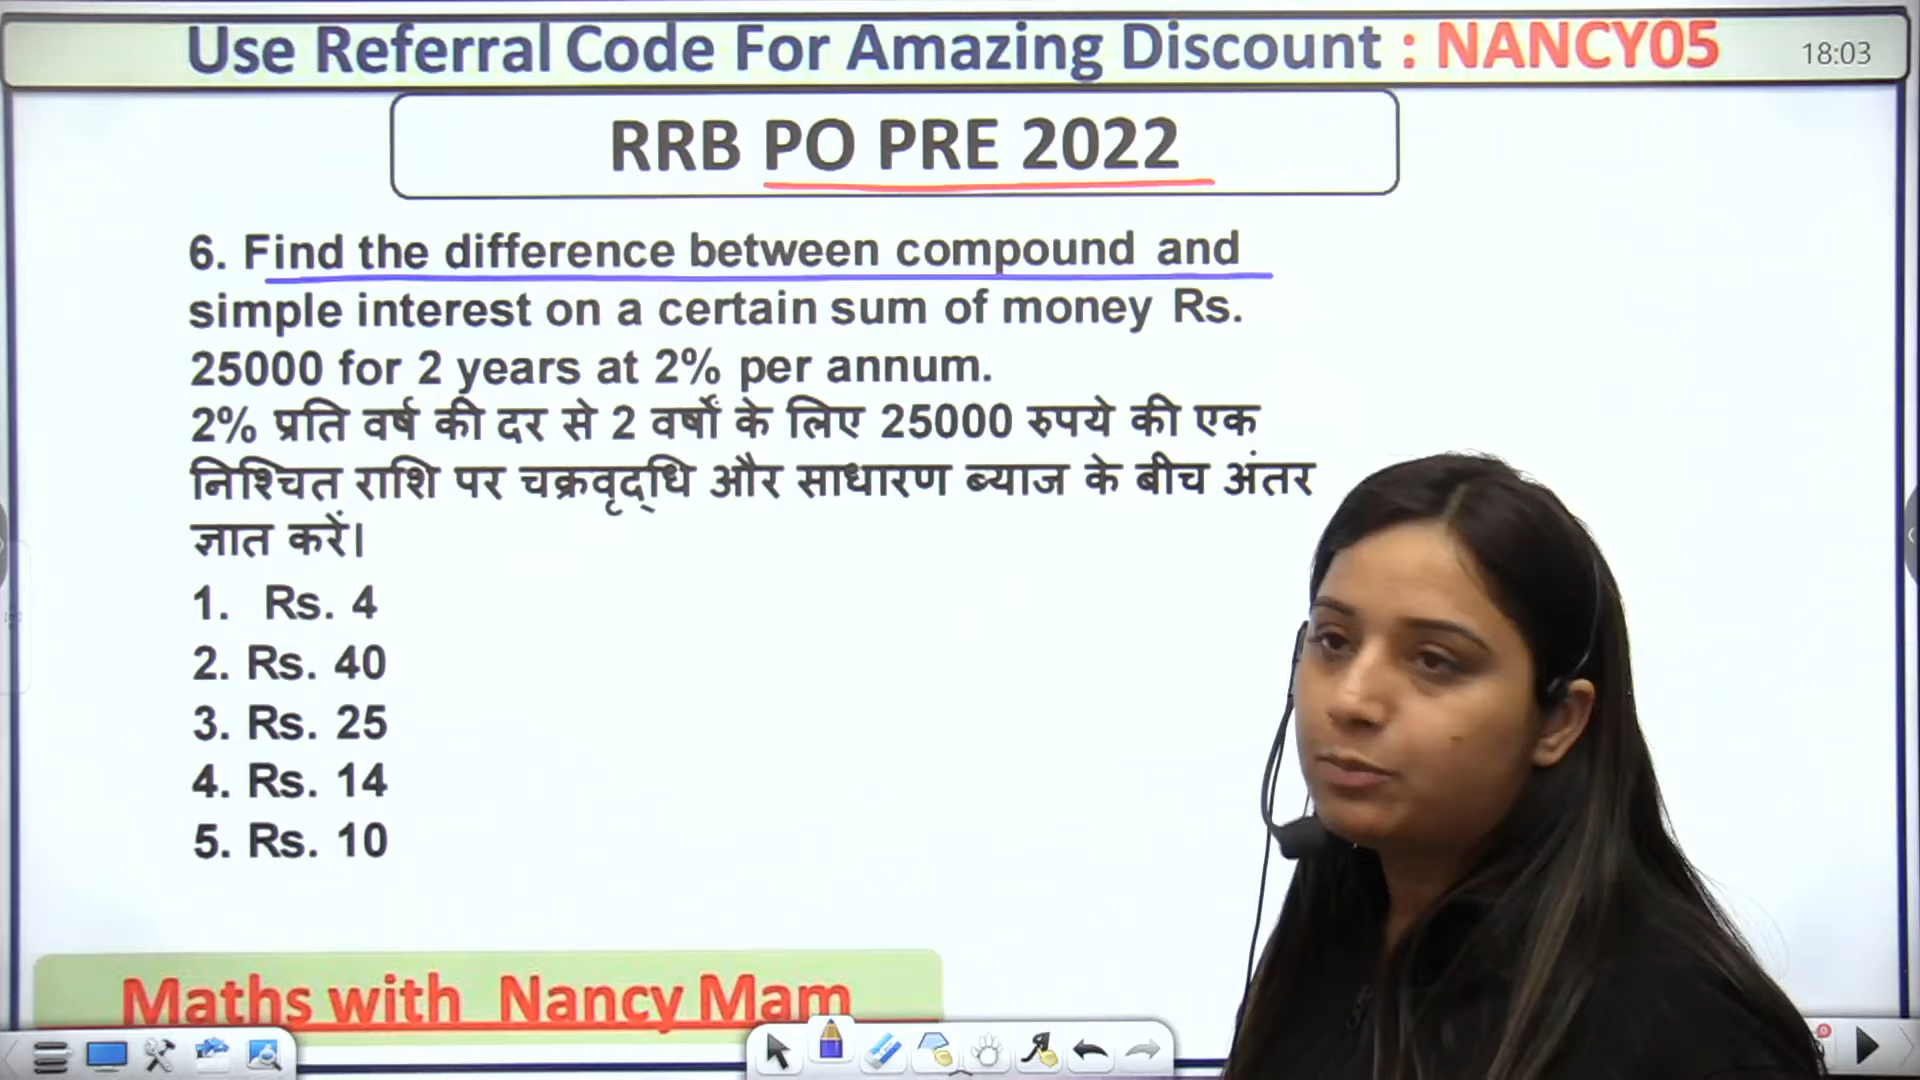 Use Referral Code For Amazing Discount : NANCY05
18:03
RRB PO PRE 2022
6. Find the difference between compound and
simple interest on a certain sum of money Rs.
25000 for 2 years at 2% per annum.
2% प्रति वर्ष की दर से 2 वर्षों के लिए 25000 रुपये की एक
निश्चित राशि पर चक्रवृद्धि और साधारण ब्याज के बीच अंतर
ज्ञात करें।
1. Rs. 4
2. Rs. 40
3. Rs. 25
4. Rs. 14
5. Rs. 10
Maths with Nancy Mam